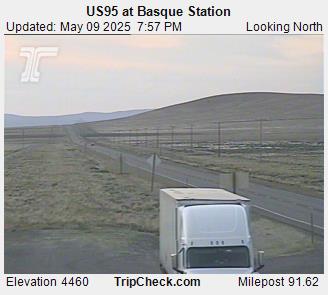 US95 at Basque Station
Updated: May 09 2025 7:57 PM Looking North
Elevation 4460 TripCheck.com Milepost 91.62